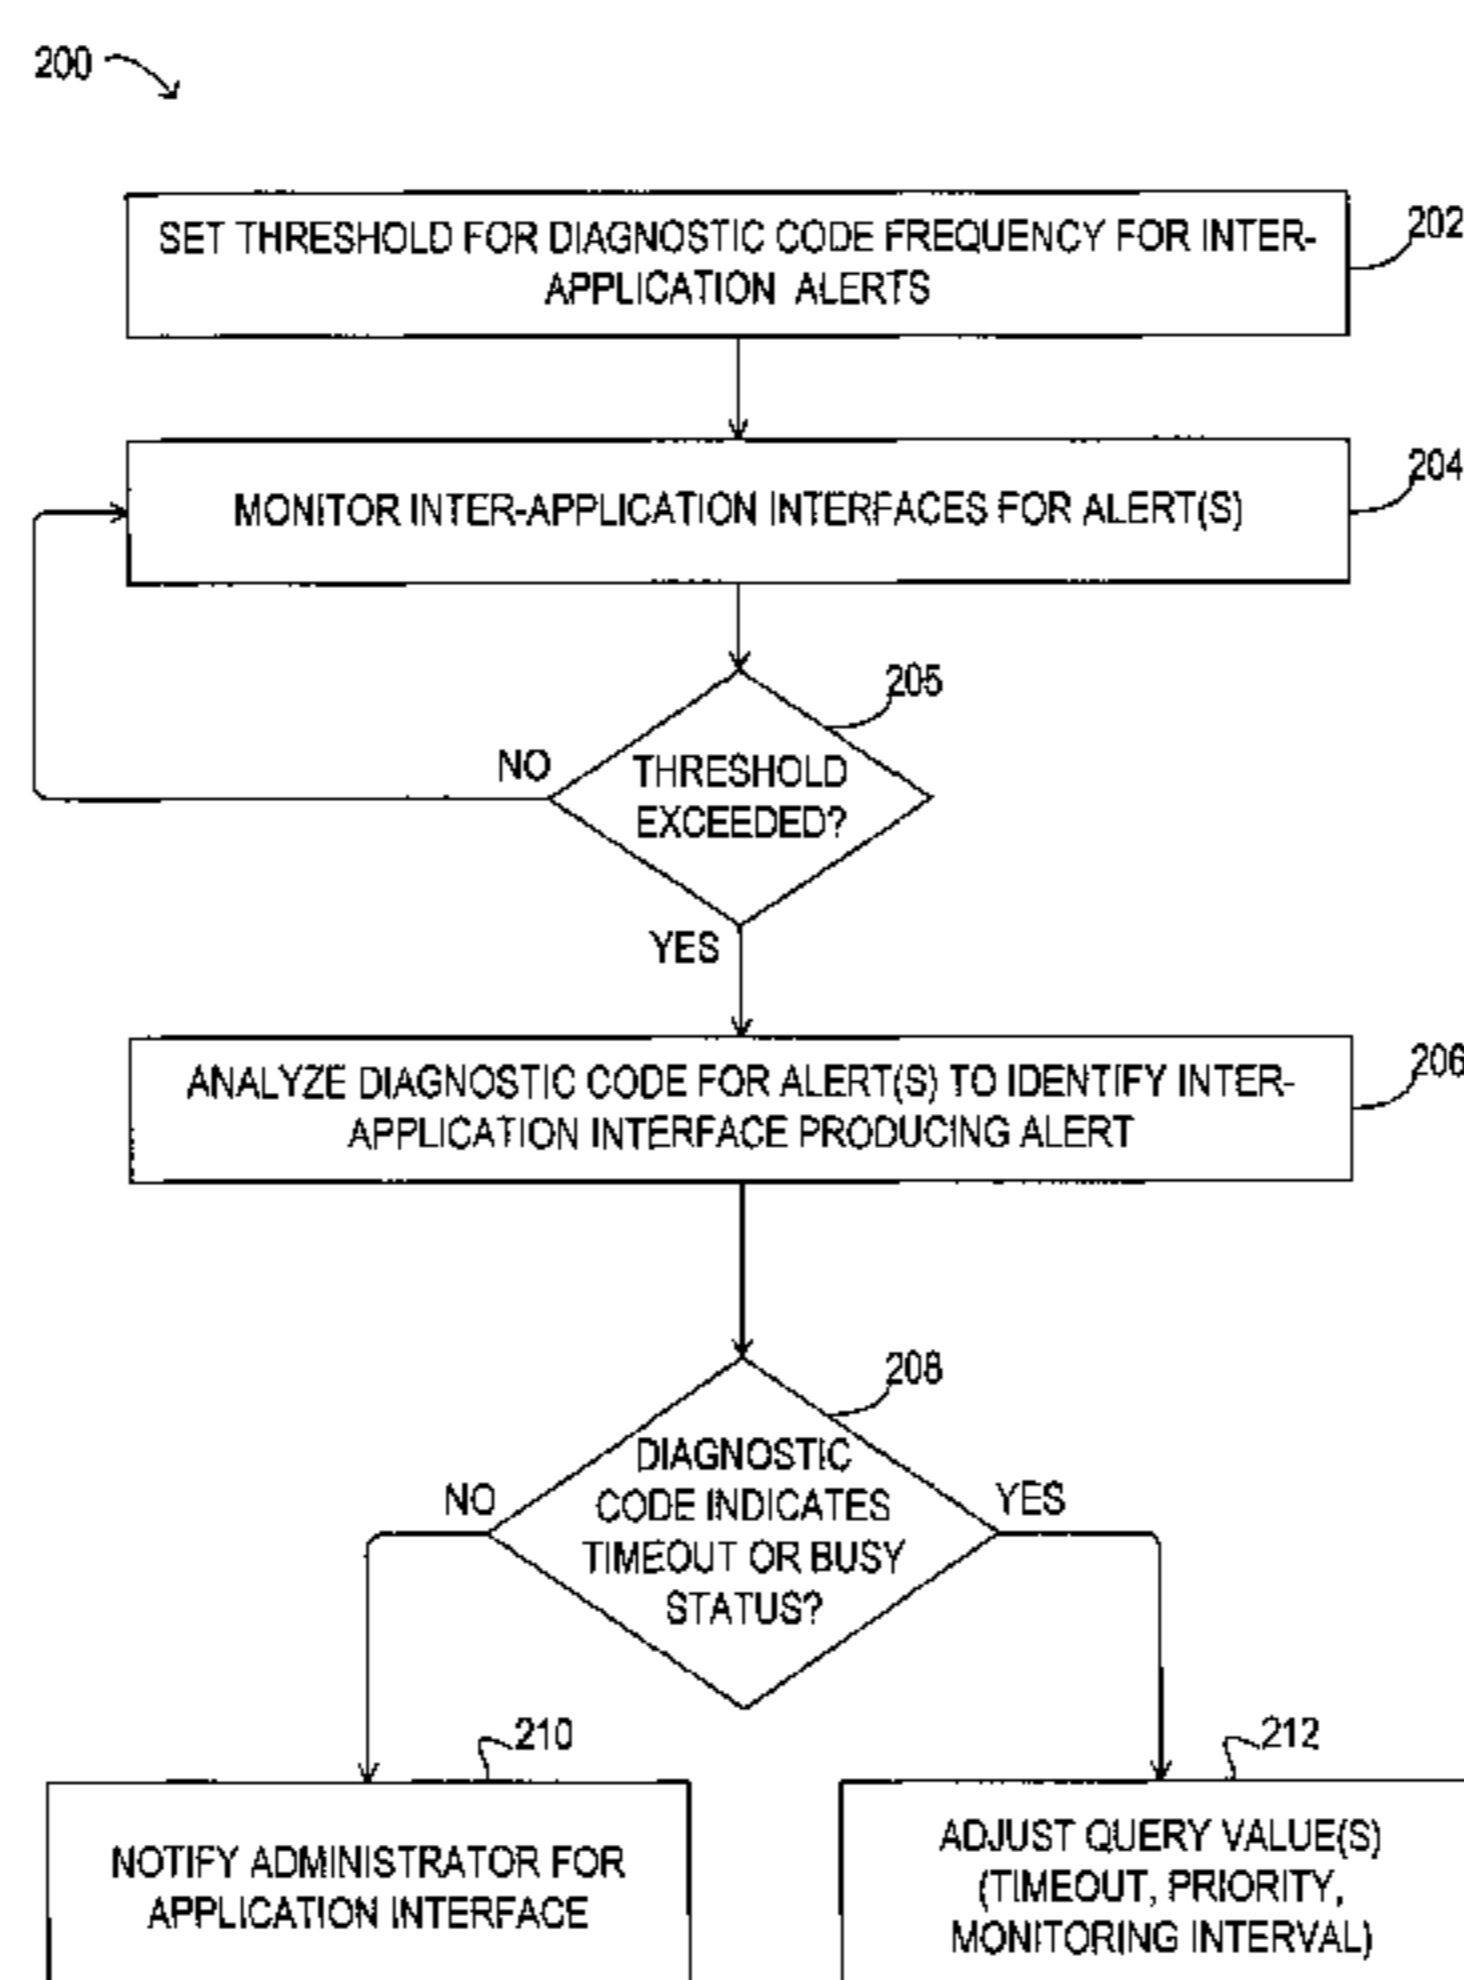 200
SET THRESHOLD FOR DIAGNOSTIC CODE FREQUENCY FOR INTER-
APPLICATION ALERTS
202
MONITOR INTER-APPLICATION INTERFACES FOR ALERT(S)
204
205
NO
THRESHOLD
EXCEEDED?
YES
ANALYZE DIAGNOSTIC CODE FOR ALERT(S) TO IDENTIFY INTER-
APPLICATION INTERFACE PRODUCING ALERT
206
208
DIAGNOSTIC
CODE INDICATES
TIMEOUT OR BUSY
STATUS?
NO
YES
210
NOTIFY ADMINISTRATOR FOR
APPLICATION INTERFACE
212
ADJUST QUERY VALUE(S)
(TIMEOUT, PRIORITY,
MONITORING INTERVAL)